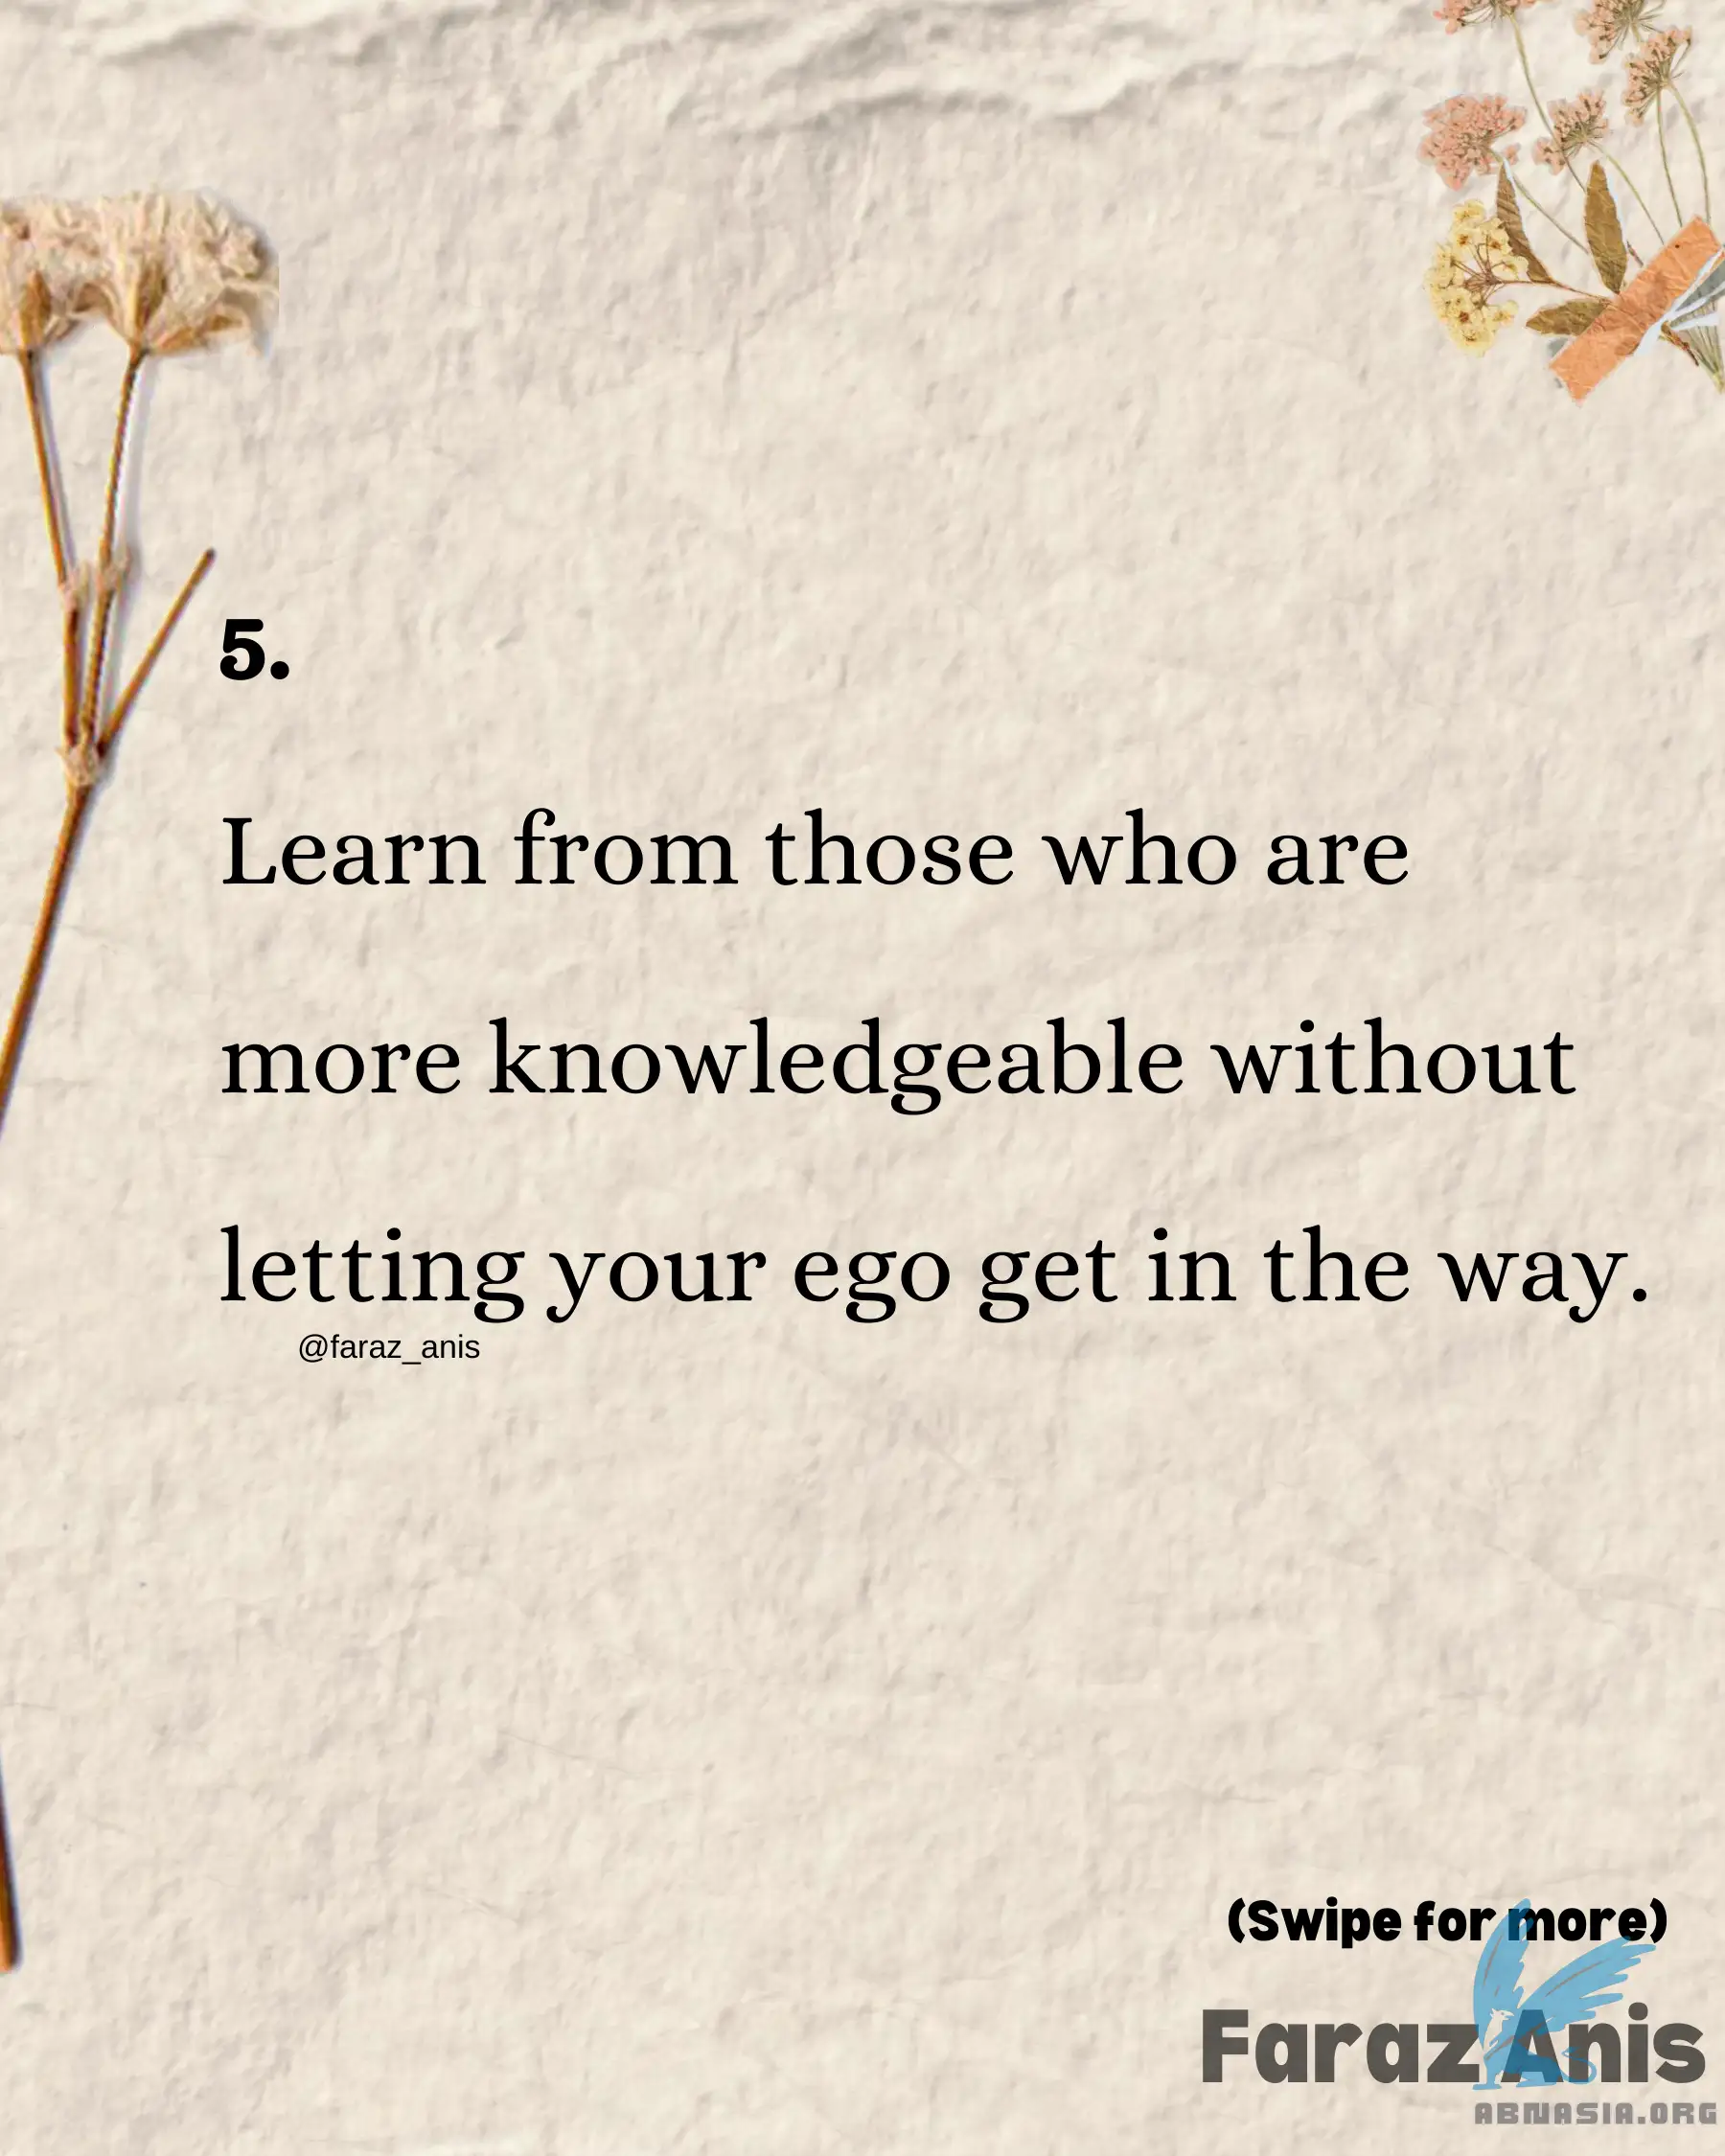 5.
Learn from those who are
more knowledgeable without
letting your ego get in the way.
@faraz_anis
(Swipe for more)
Faraz Anis
ABNASIA.ORG